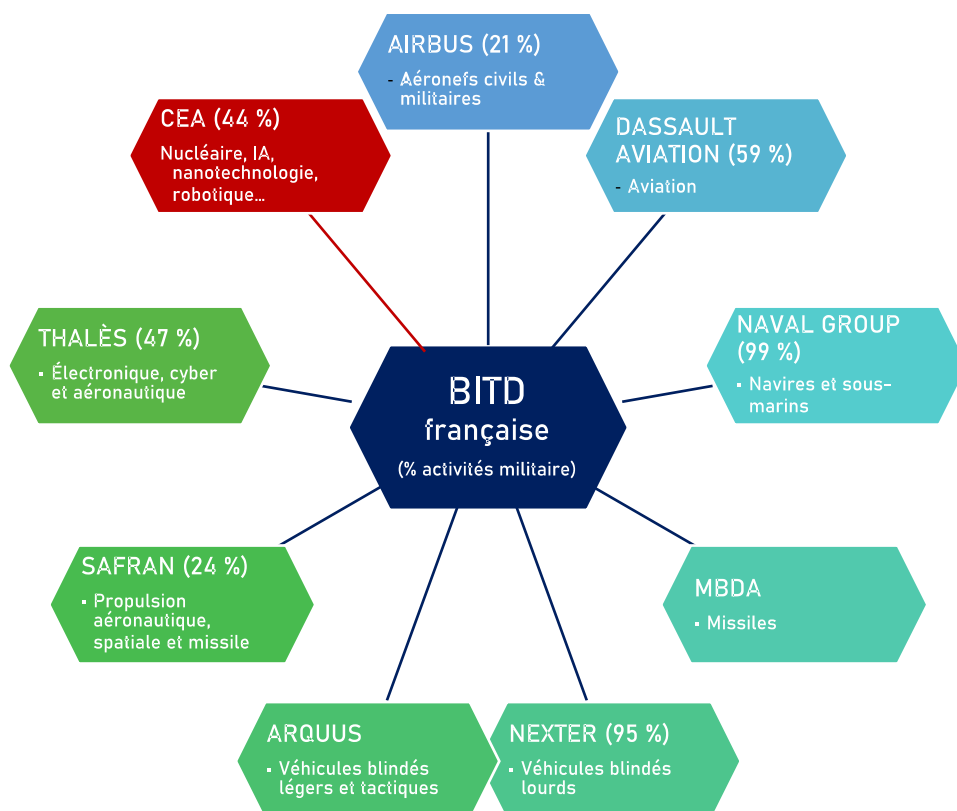 AIRBUS (21 %)
- Aéronefs civils &
militaires
CEA (44 %)
Nucléaire, IA,
nanotechnologie,
robotique…
DASSAULT
AVIATION (59 %)
- Aviation
THALÈS (47 %)
▪ Électronique, cyber
et aéronautique
NAVAL GROUP
(99 %)
▪ Navires et sous-
marins
BITD
française
(% activités militaire)
SAFRAN (24 %)
▪ Propulsion
aéronautique,
spatiale et missile
MBDA
▪ Missiles
ARQUUS
▪ Véhicules blindés
légers et tactiques
NEXTER (95 %)
▪ Véhicules blindés
lourds